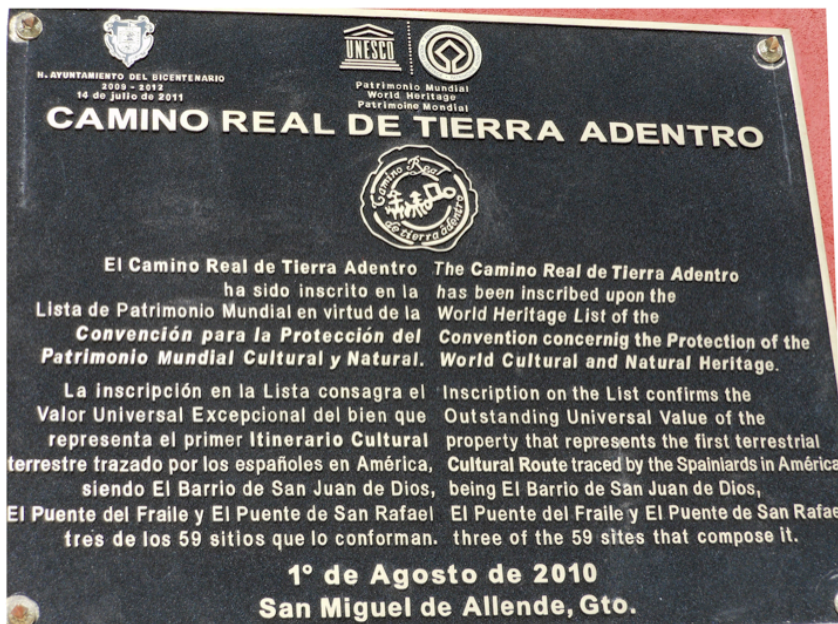 H. AYUNTAMIENTO DEL BICENTENARIO
2009 - 2012
14 de julio de 2011
UNESCO
Patrimonio Mundial
World Heritage
Patrimoine Mondial
CAMINO REAL DE TIERRA ADENTRO
Camino Real
de tierra adentro
El Camino Real de Tierra Adentro
ha sido inscrito en la
Lista de Patrimonio Mundial en virtud de la
Convención para la Protección del
Patrimonio Mundial Cultural y Natural.
La inscripción en la Lista consagra el
Valor Universal Excepcional del bien que
representa el primer Itinerario Cultural
terrestre trazado por los españoles en América,
siendo El Barrio de San Juan de Dios,
El Puente del Fraile y El Puente de San Rafael
tres de los 59 sitios que lo conforman.
The Camino Real de Tierra Adentro
has been inscribed upon the
World Heritage List of the
Convention concernig the Protection of the
World Cultural and Natural Heritage.
Inscription on the List confirms the
Outstanding Universal Value of the
property that represents the first terrestrial
Cultural Route traced by the Spainiards in América
being El Barrio de San Juan de Dios,
El Puente del Fraile y El Puente de San Rafae
three of the 59 sites that compose it.
1° de Agosto de 2010
San Miguel de Allende, Gto.